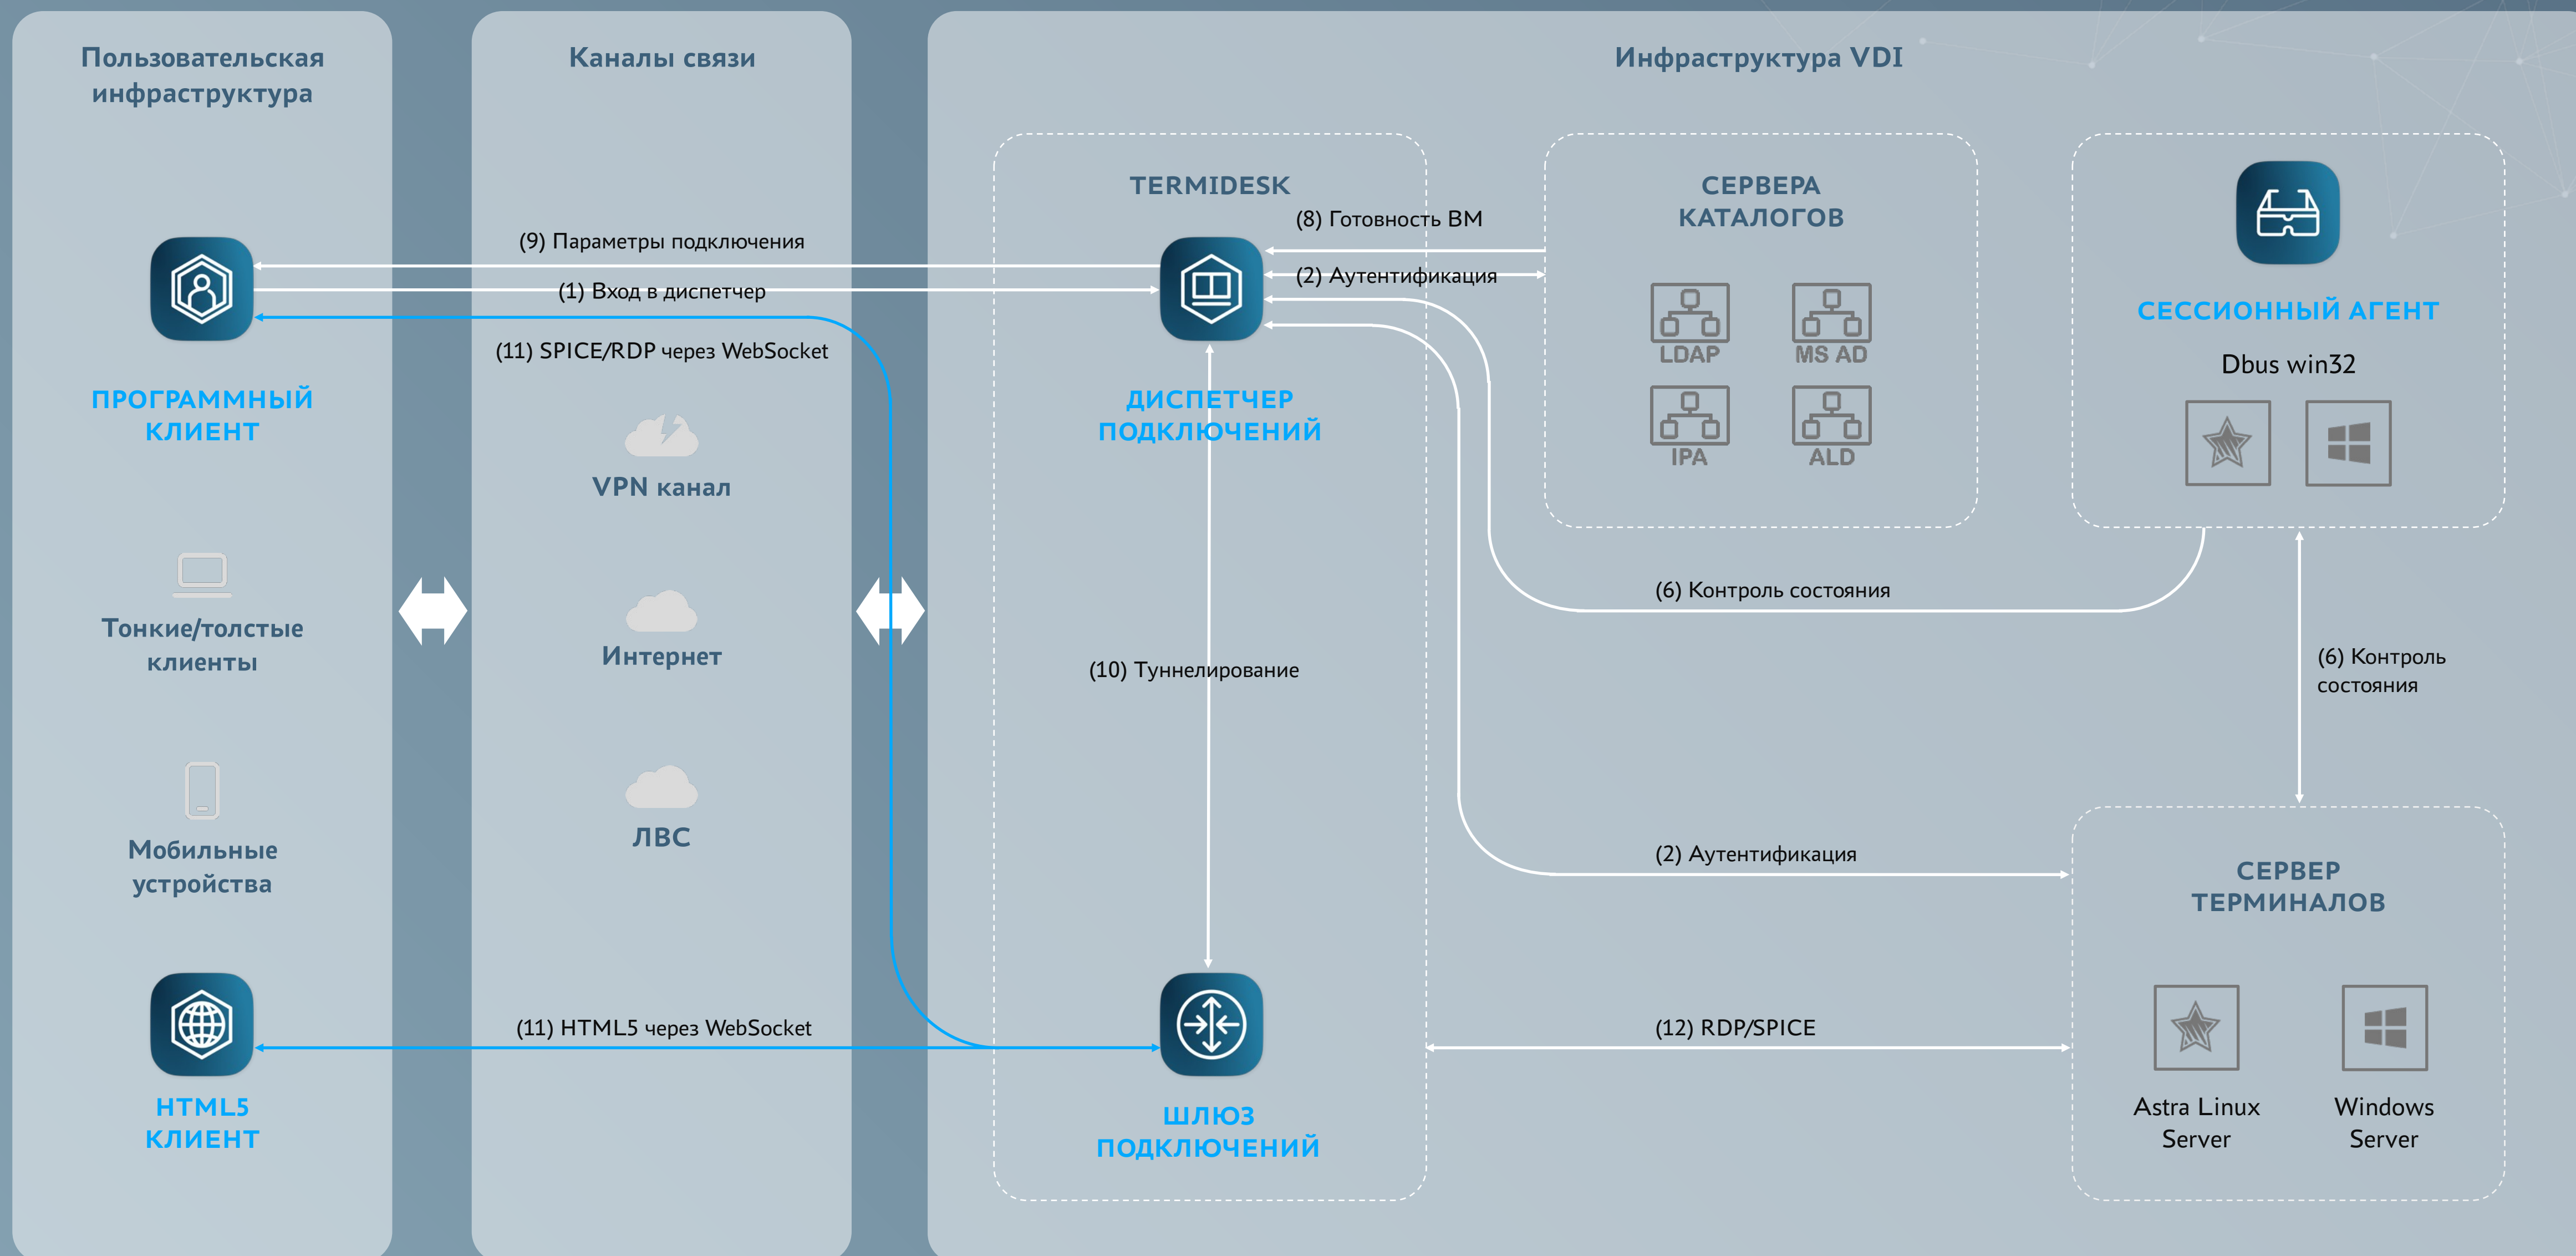 Пользовательская
инфраструктура
ПРОГРАММНЫЙ
КЛИЕНТ
Тонкие/толстые
клиенты
Мобильные
устройства
HTML5
КЛИЕНТ
Каналы связи
(9) Параметры подключения
(1) Вход в диспетчер
(11) SPICE/RDP через WebSocket
VPN канал
Интернет
ЛВС
(11) HTML5 через WebSocket
Инфраструктура VDI
TERMIDESK
ДИСПЕТЧЕР
ПОДКЛЮЧЕНИЙ
(10) Туннелирование
ШЛЮЗ
ПОДКЛЮЧЕНИЙ
(8) Готовность ВМ
(2) Аутентификация
СЕРВЕРА
КАТАЛОГОВ
LDAP
MS AD
IPA
ALD
(6) Контроль состояния
(2) Аутентификация
(12) RDP/SPICE
СЕССИОННЫЙ АГЕНТ
Dbus win32
(6) Контроль
состояния
СЕРВЕР
ТЕРМИНАЛОВ
Astra Linux
Server
Windows
Server